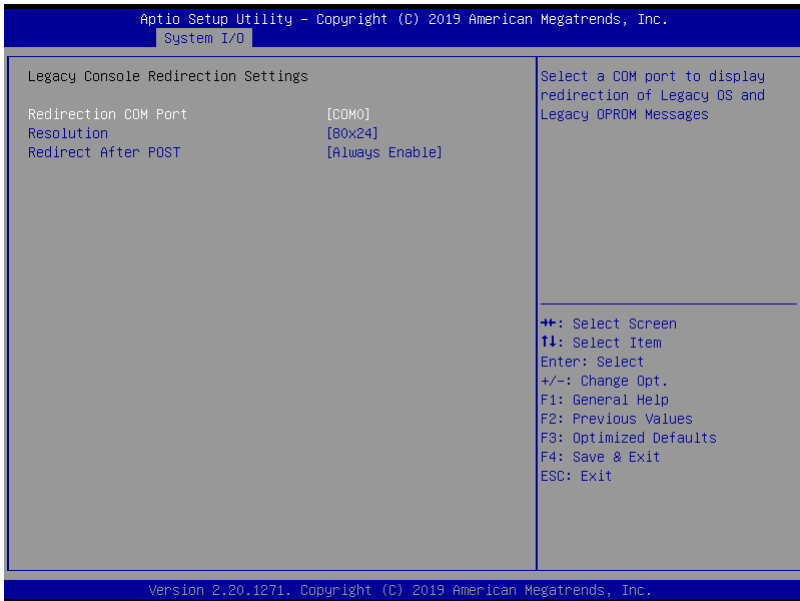 Aptio Setup Utility – Copyright (C) 2019 American Megatrends, Inc.
System I/O
Legacy Console Redirection Settings
Redirection COM Port [COM0]
Resolution [80x24]
Redirect After POST [Always Enable]
Select a COM port to display
redirection of Legacy OS and
Legacy OPROM Messages
→←: Select Screen
↑↓: Select Item
Enter: Select
+/-: Change Opt.
F1: General Help
F2: Previous Values
F3: Optimized Defaults
F4: Save & Exit
ESC: Exit
Version 2.20.1271. Copyright (C) 2019 American Megatrends, Inc.